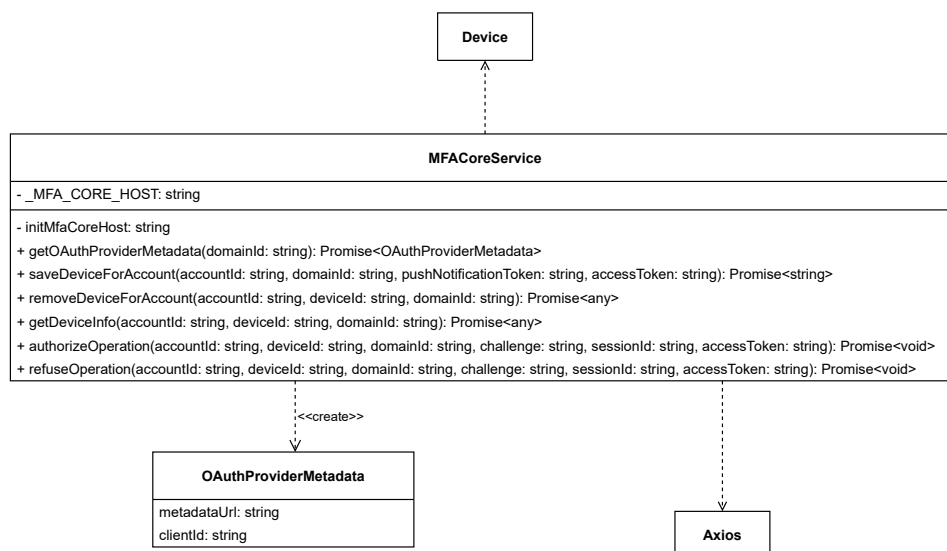 Device
MFACoreService
- _MFA_CORE_HOST: string
- initMfaCoreHost: string
+ getOAuthProviderMetadata(domainId: string): Promise<OAuthProviderMetadata>
+ saveDeviceForAccount(accountId: string, domainId: string, pushNotificationToken: string, accessToken: string): Promise<string>
+ removeDeviceForAccount(accountId: string, deviceId: string, domainId: string): Promise<any>
+ getDeviceInfo(accountId: string, deviceId: string, domainId: string): Promise<any>
+ authorizeOperation(accountId: string, deviceId: string, domainId: string, challenge: string, sessionId: string, accessToken: string): Promise<void>
+ refuseOperation(accountId: string, deviceId: string, domainId: string, challenge: string, sessionId: string, accessToken: string): Promise<void>
<<create>>
OAuthProviderMetadata
metadataUrl: string
clientId: string
Axios